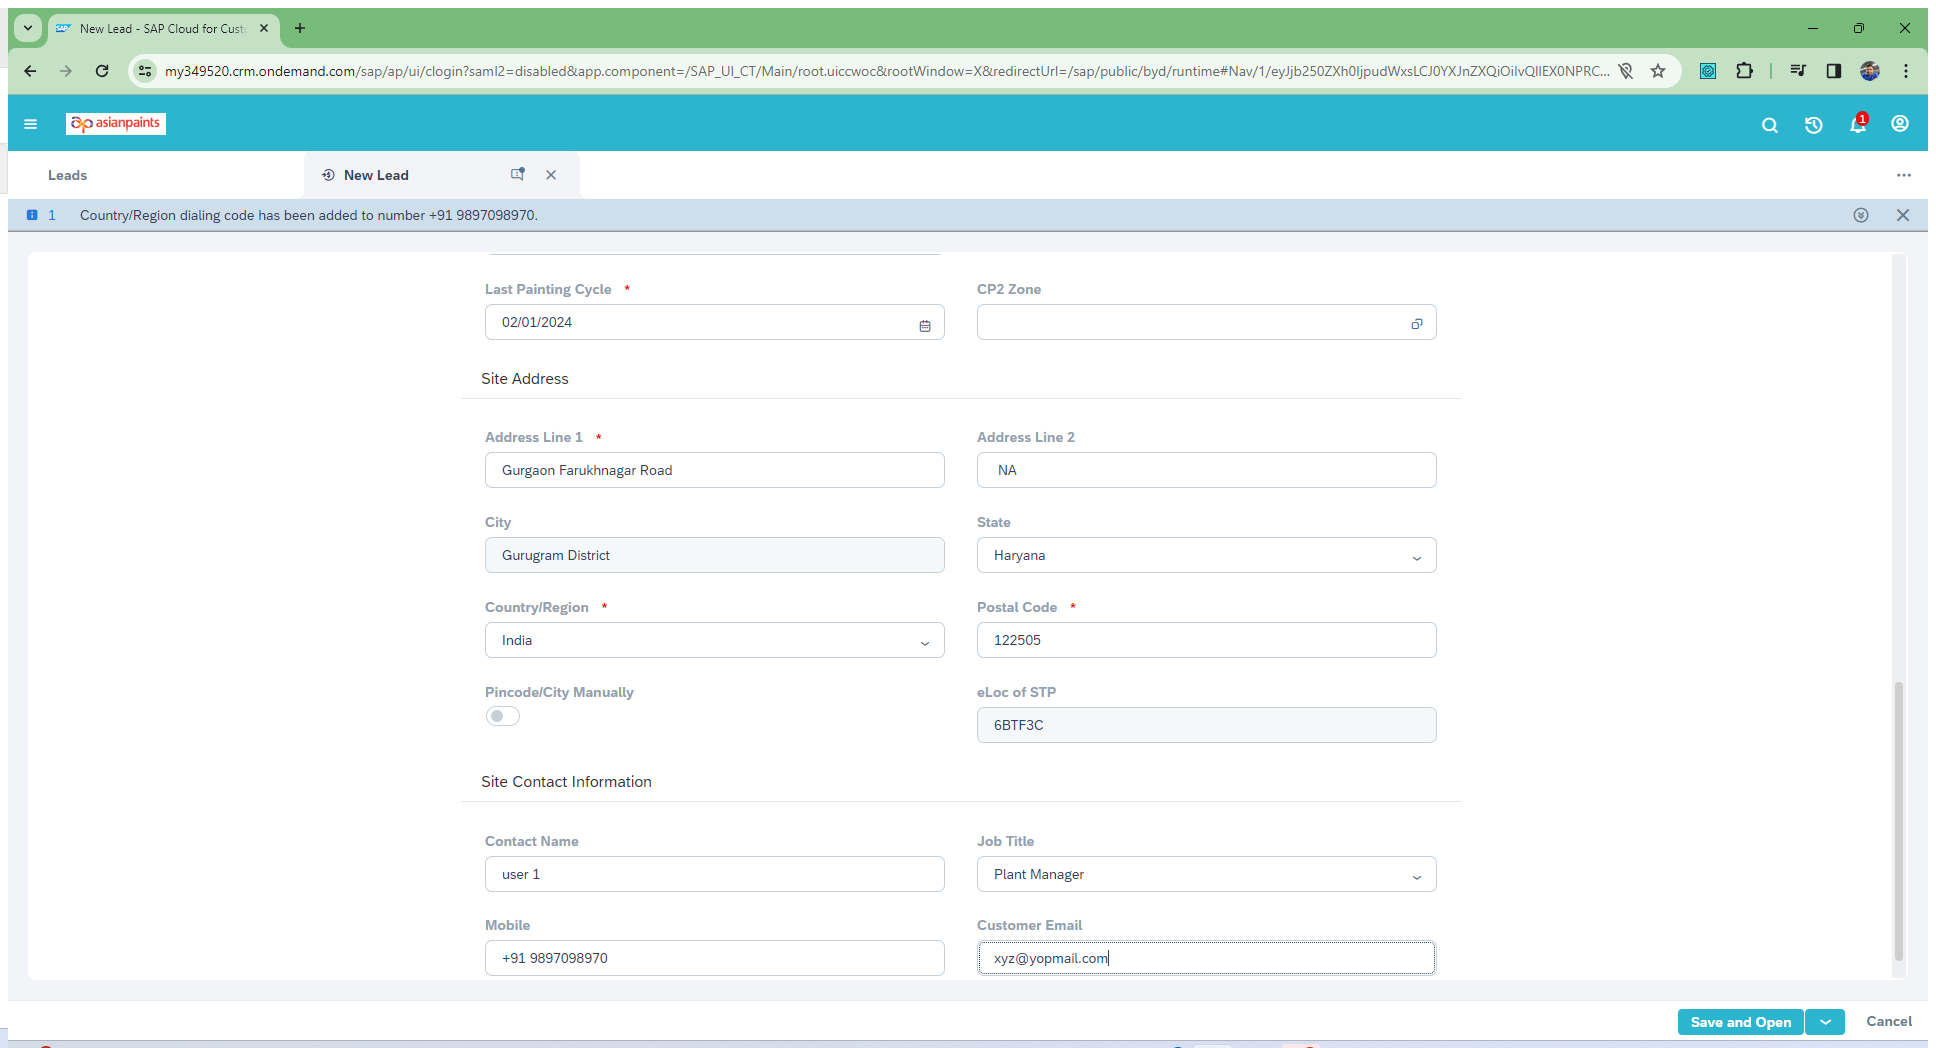 New Lead - SAP Cloud for Cust
my349520.crm.ondemand.com/sap/ap/ui/clogin?saml2=disabled&app.component=/SAP_UI_CT/Main/root.uiccwoc&rootWindow=X&redirectUrl=/sap/public/byd/runtime#Nav/1/eyJjb250ZXh0IjpudWxsLCJ0YXJnZXQiOiIvQllEX0NPRC...
asianpaints
1
Leads
New Lead
1 Country/Region dialing code has been added to number +91 9897098970.
Last Painting Cycle *
CP2 Zone
02/01/2024
Site Address
Address Line 1 *
Address Line 2
Gurgaon Farukhnagar Road
NA
City
State
Gurugram District
Haryana
Country/Region *
Postal Code *
India
122505
Pincode/City Manually
eLoc of STP
6BTF3C
Site Contact Information
Contact Name
Job Title
user 1
Plant Manager
Mobile
Customer Email
+91 9897098970
xyz@yopmail.com
Save and Open
Cancel